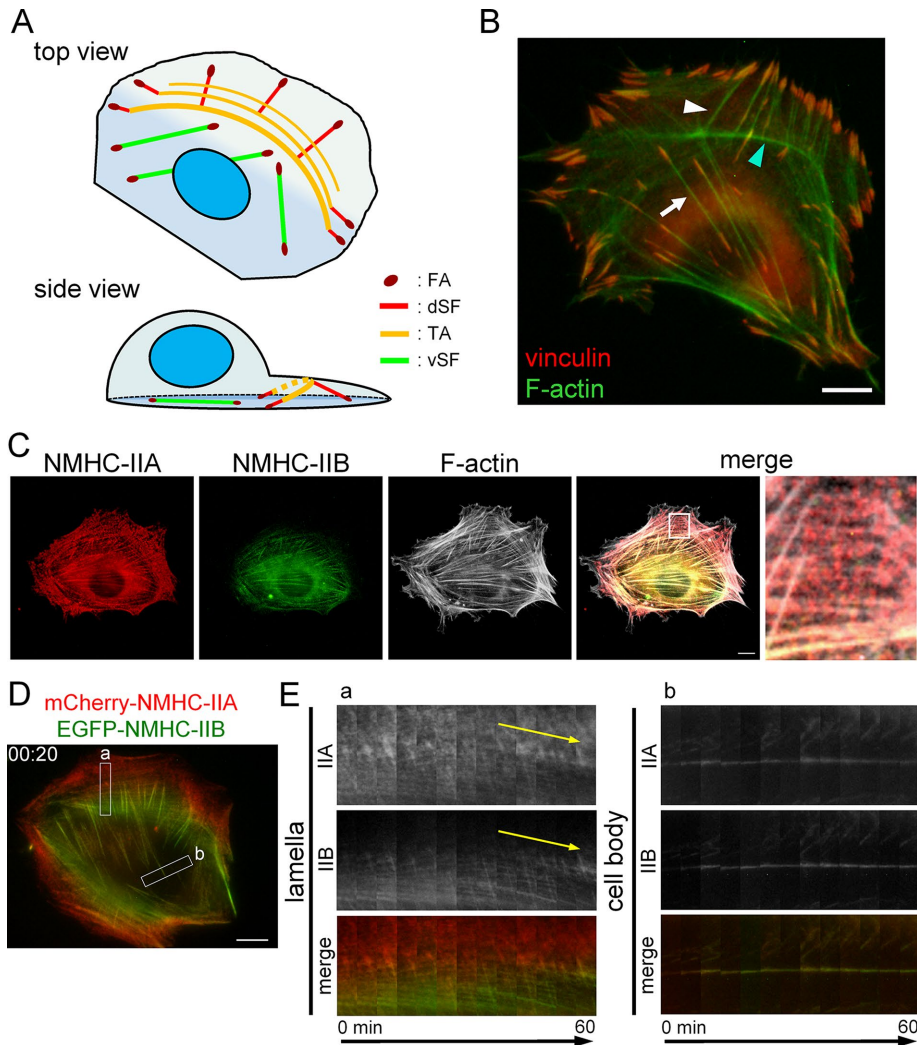 A
top view
side view
: FA
: dSF
: TA
: vSF
B
vinculin
F-actin
C
NMHC-IIA
NMHC-IIB
F-actin
merge
D
mCherry-NMHC-IIA
EGFP-NMHC-IIB
00:20
a
b
E
a
lamella
IIA
IIB
merge
0 min
60
b
cell body
IIA
IIB
merge
0 min
60